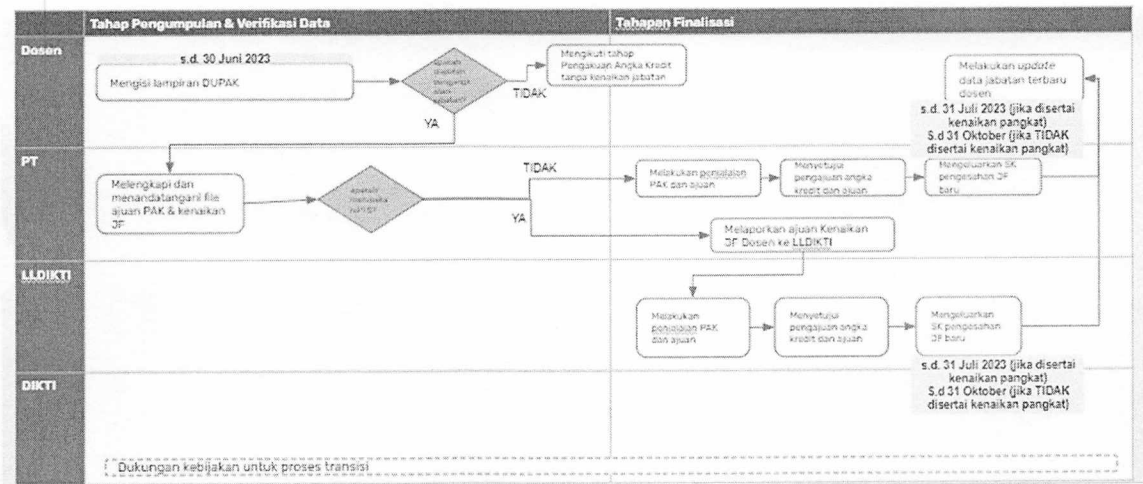 Tahap Pengumpulan & Verifikasi Data
Tahapan Finalisasi
Dosen
s.d. 30 Juni 2023
Mengisi lampiran DUPAK
TIDAK
YA
Mengikuti tahap
Pengakuan Angka Kredit
tanpa kenaikan jabatan
Melakukan update
data jabatan terbaru
dosen
s.d. 31 Juli 2023 (jika disertai
kenaikan pangkat)
S.d 31 Oktober (jika TIDAK
disertai kenaikan pangkat)
PT
Melengkapi dan
menandatangani file
ajuan PAK & kenaikan
JF
TIDAK
YA
Melakukan penilaian
PAK dan ajuan
Menyetujui
pengajuan angka
kredit dan ajuan
Mengeluarkan SK
pengesahan JF
baru
Melaporkan ajuan Kenaikan
JF Dosen ke LLDIKTI
LLDIKTI
Melakukan
penilaian PAK
dan ajuan
Menyetujui
pengajuan angka
kredit dan ajuan
Mengeluarkan
SK pengesahan
JF baru
s.d. 31 Juli 2023 (jika disertai
kenaikan pangkat)
S.d 31 Oktober (jika TIDAK
disertai kenaikan pangkat)
DIKTI
Dukungan kebijakan untuk proses transisi